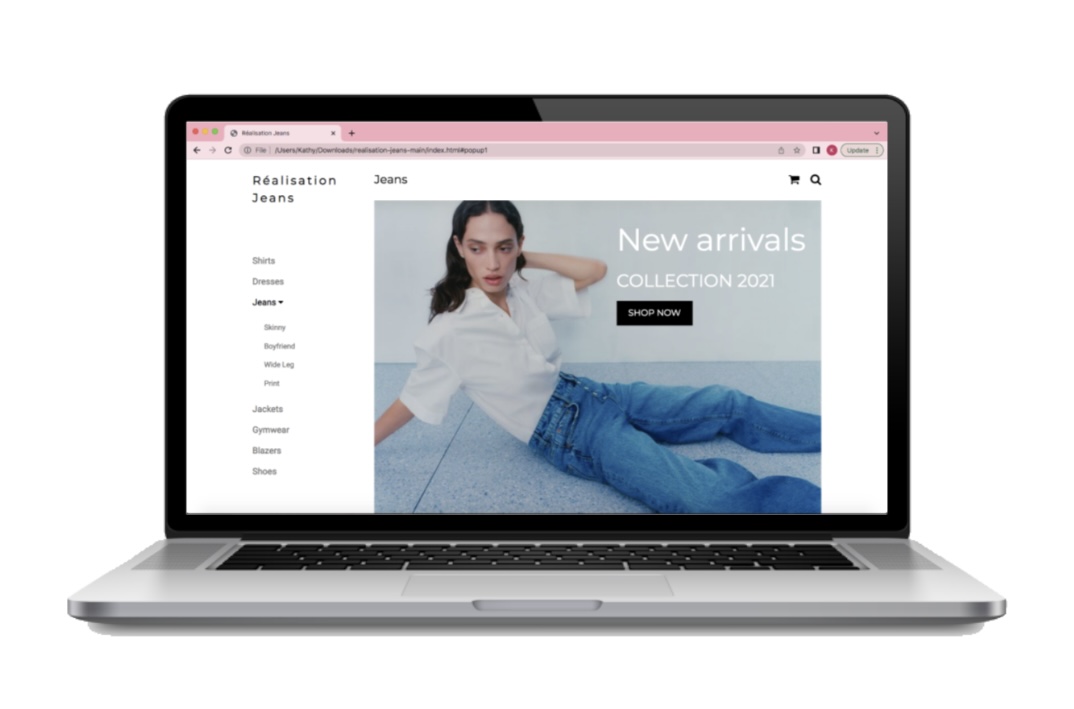 Réalisation Jeans
File | /Users/Kathy/Downloads/realisation-jeans-main/index.html#popup1
K
Update
Réalisation
Jeans
Jeans
New arrivals
COLLECTION 2021
SHOP NOW
Shirts
Dresses
Jeans
Skinny
Boyfriend
Wide Leg
Print
Jackets
Gymwear
Blazers
Shoes